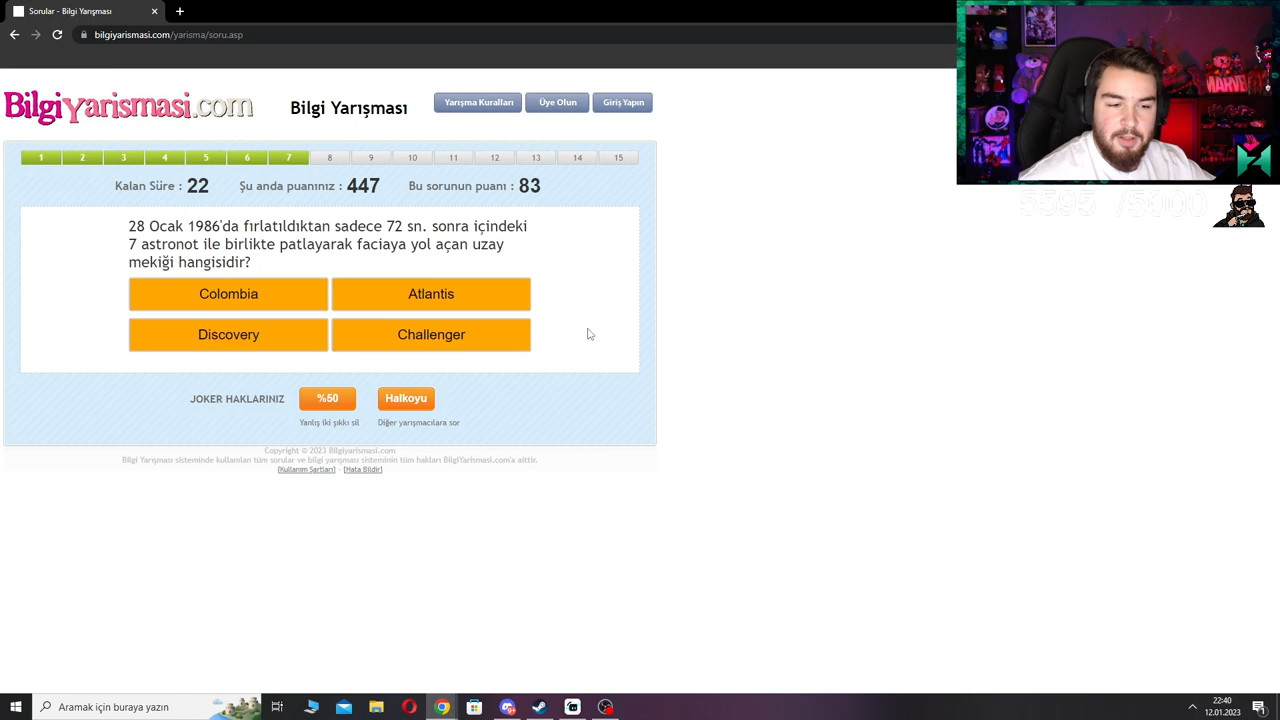 Sorular - Bilgi Yarışması
bilgiyarismasi.com/yarisma/soru.asp
BilgiYarismasi.com
Bilgi Yarışması
Yarışma Kuralları
Üye Olun
Giriş Yapın
1 2 3 4 5 6 7 8 9 10 11 12 13 14 15
Kalan Süre : 22 Şu anda puanınız : 447 Bu sorunun puanı : 83
28 Ocak 1986'da fırlatıldıktan sadece 72 sn. sonra içindeki
7 astronot ile birlikte patlayarak faciaya yol açan uzay
mekiği hangisidir?
Colombia
Atlantis
Discovery
Challenger
JOKER HAKLARINIZ
%50
Halkoyu
Yanlış iki şıkkı sil
Diğer yarışmacılara sor
Copyright © 2023 Bilgiyarismasi.com
Bilgi Yarışması sisteminde kullanılan tüm sorular ve bilgi yarışması sisteminin tüm hakları BilgiYarismasi.com'a aittir.
[Kullanım Şartları] - [Hata Bildir]
MARVEL
5595 /5000
Aramak için buraya yazın
22:40
12.01.2023
1